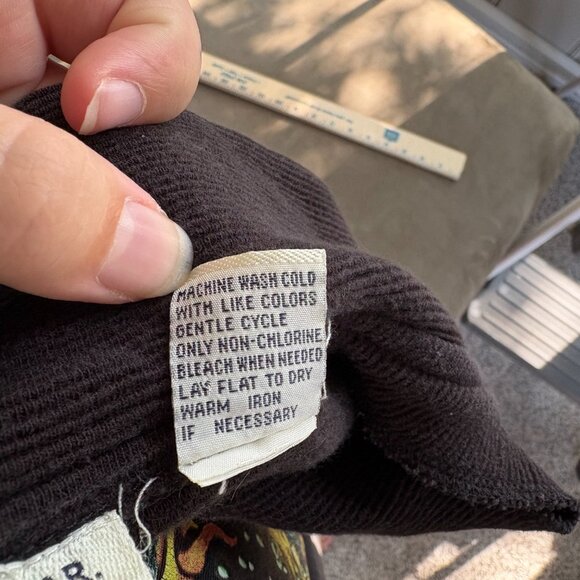 MACHINE WASH COLD
WITH LIKE COLORS
GENTLE CYCLE
ONLY NON-CHLORINE
BLEACH WHEN NEEDED
LAY FLAT TO DRY
WARM IRON
IF NECESSARY